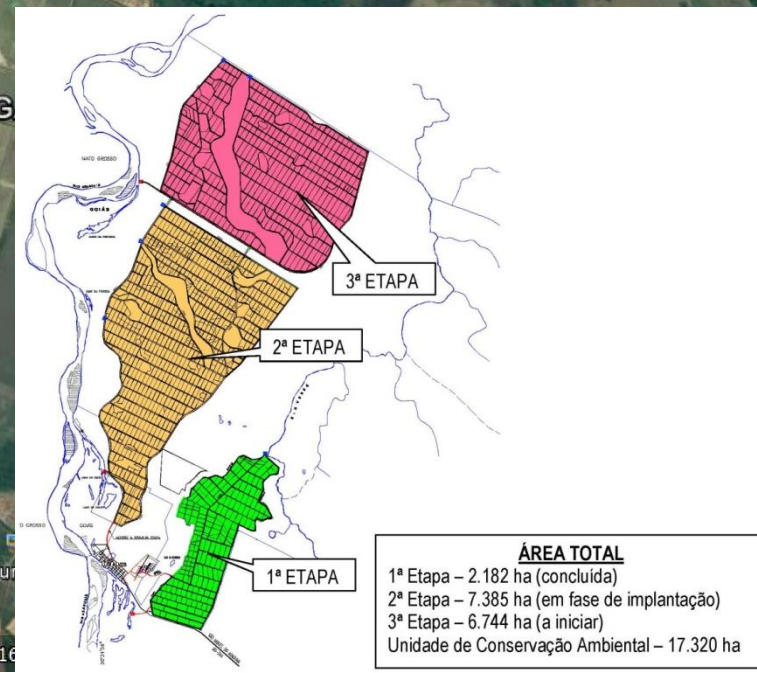 MATO GROSSO
GOIÁS
3ª ETAPA
2ª ETAPA
1ª ETAPA
GOIÁS
ÁREA TOTAL
1ª Etapa – 2.182 ha (concluída)
2ª Etapa – 7.385 ha (em fase de implantação)
3ª Etapa – 6.744 ha (a iniciar)
Unidade de Conservação Ambiental – 17.320 ha
16